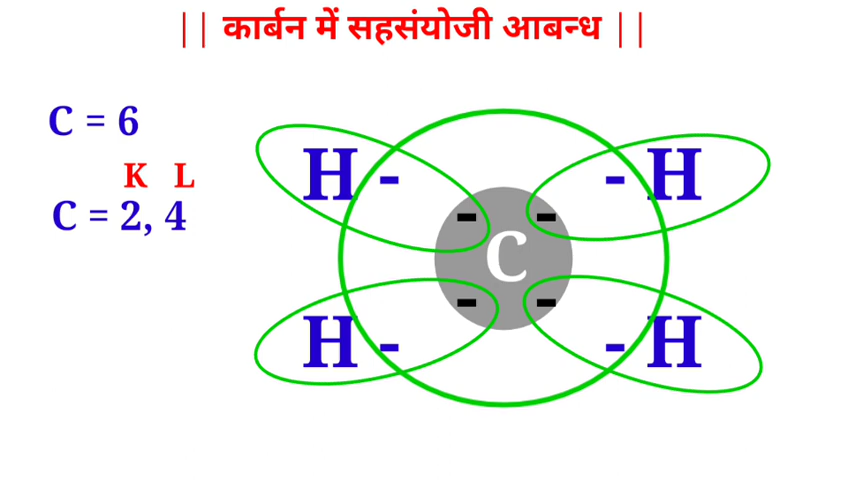 || कार्बन में सहसंयोजी आबन्ध ||
C = 6
K L
C = 2, 4
H - - H
- -
C
- -
H - - H